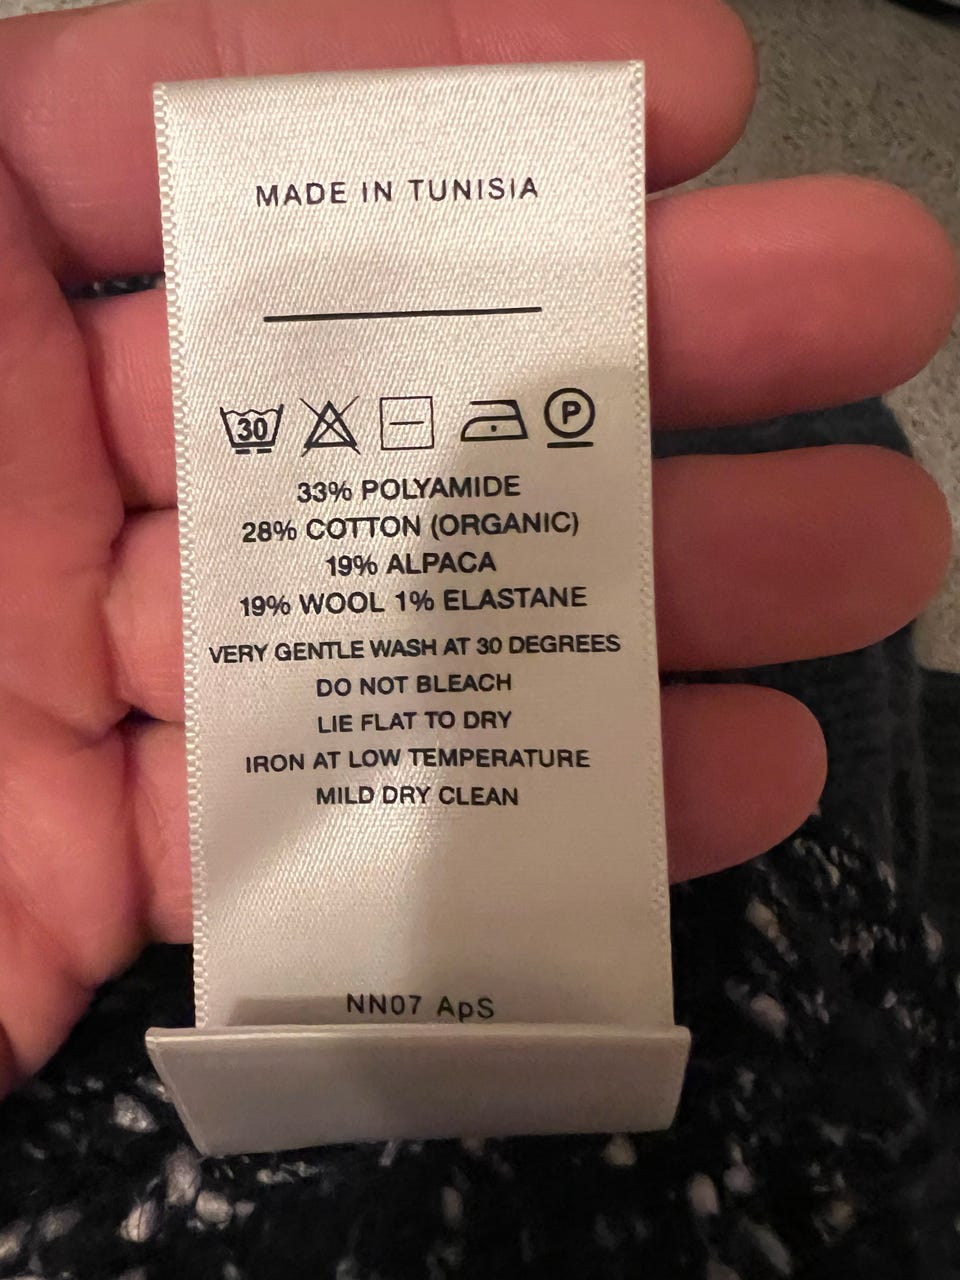 MADE IN TUNISIA
30 P
33% POLYAMIDE
28% COTTON (ORGANIC)
19% ALPACA
19% WOOL 1% ELASTANE
VERY GENTLE WASH AT 30 DEGREES
DO NOT BLEACH
LIE FLAT TO DRY
IRON AT LOW TEMPERATURE
MILD DRY CLEAN
NN07 ApS